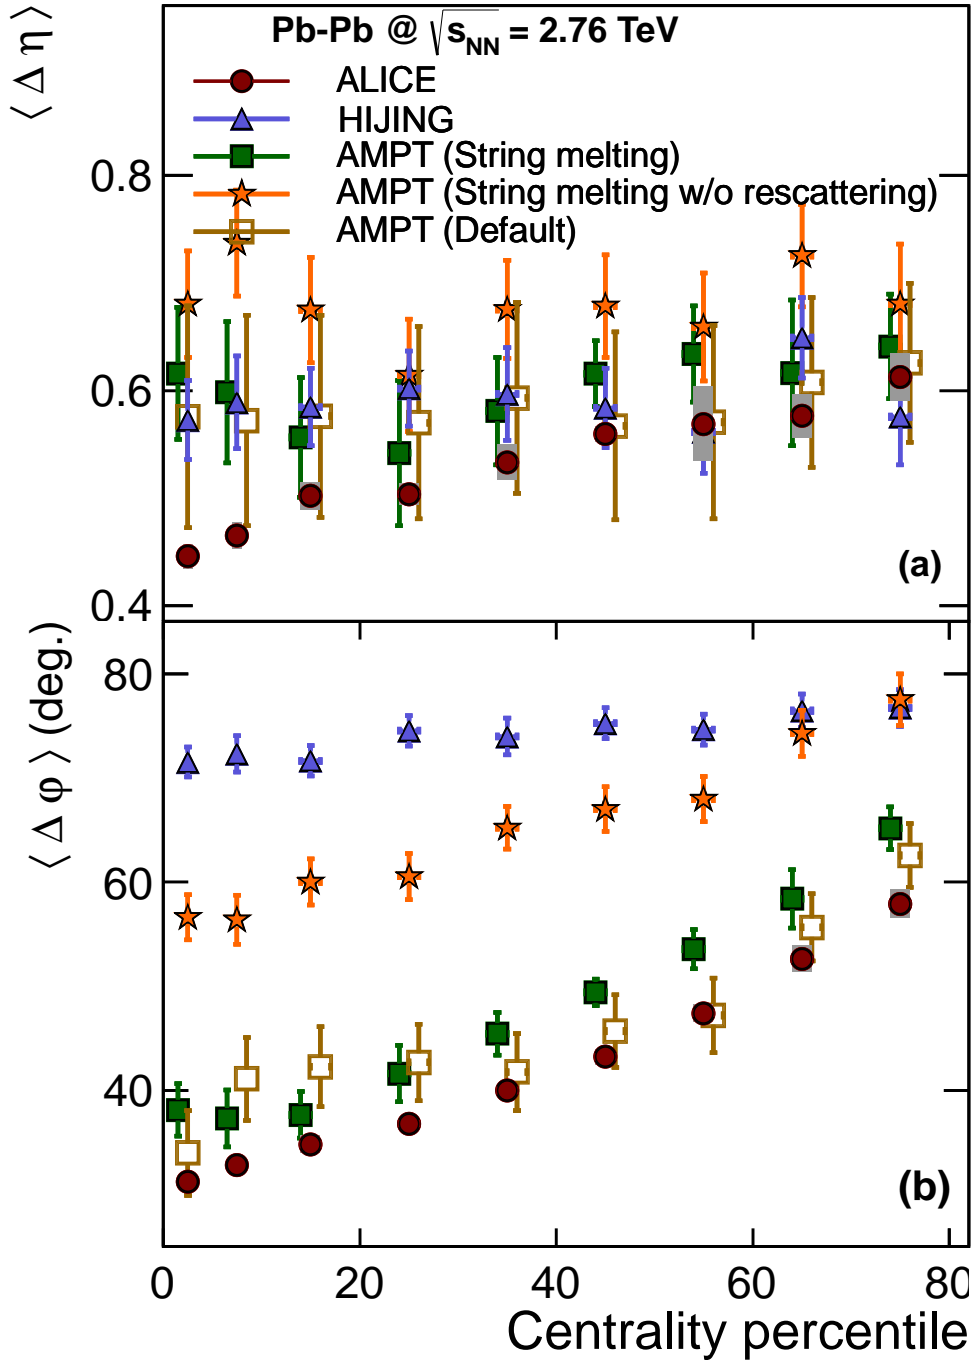 Pb-Pb @ √sNN = 2.76 TeV
⟨ Δ η ⟩
ALICE
HIJING
AMPT (String melting)
AMPT (String melting w/o rescattering)
AMPT (Default)
0.8
0.6
0.4
(a)
⟨ Δ φ ⟩ (deg.)
80
60
40
(b)
0 20 40 60 80
Centrality percentile